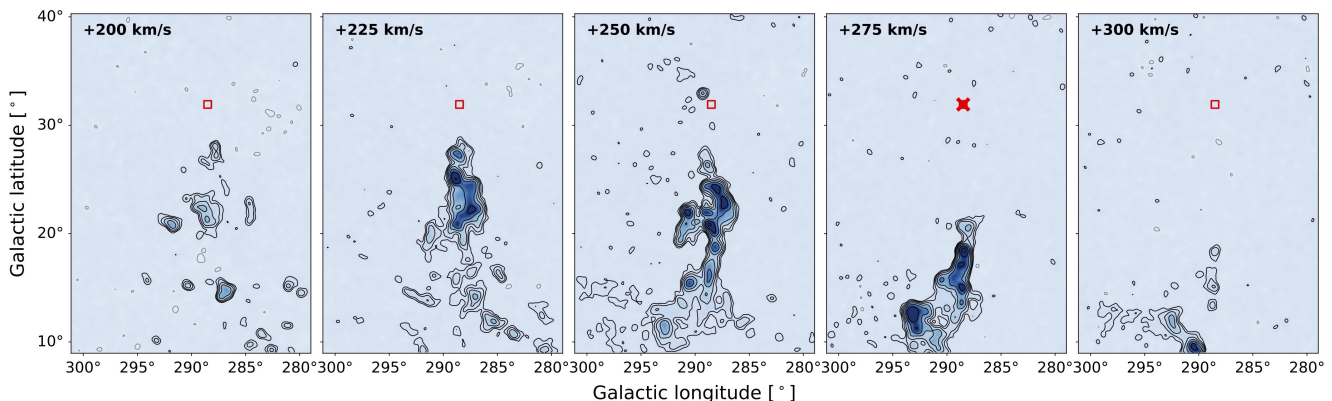 +200 km/s +225 km/s +250 km/s +275 km/s +300 km/s
40°
30°
20°
10°
Galactic latitude [°]
300° 295° 290° 285° 280° 300° 295° 290° 285° 280° 300° 295° 290° 285° 280° 300° 295° 290° 285° 280° 300° 295° 290° 285° 280°
Galactic longitude [°]